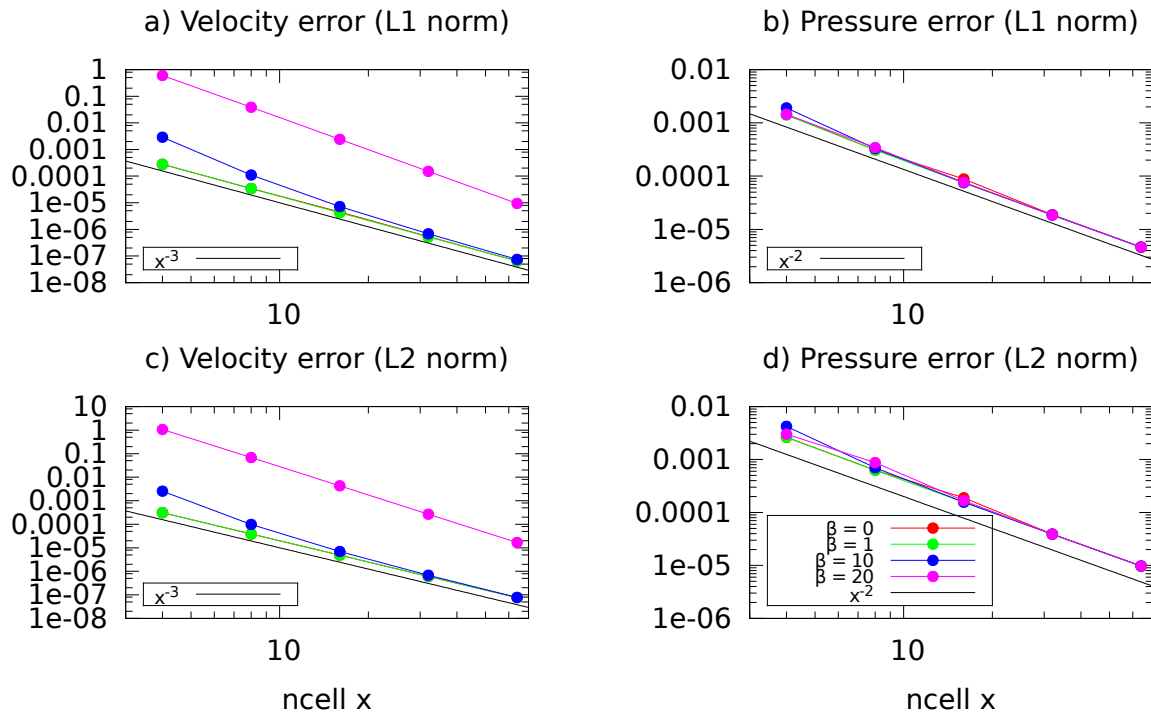 a) Velocity error (L1 norm)
1
0.1
0.01
0.001
0.0001
1e-05
1e-06
1e-07
1e-08
x-3
10
b) Pressure error (L1 norm)
0.01
0.001
0.0001
1e-05
1e-06
x-2
10
c) Velocity error (L2 norm)
10
1
0.1
0.01
0.001
0.0001
1e-05
1e-06
1e-07
1e-08
x-3
10
ncell x
d) Pressure error (L2 norm)
0.01
0.001
0.0001
1e-05
1e-06
β = 0
β = 1
β = 10
β = 20
x-2
10
ncell x